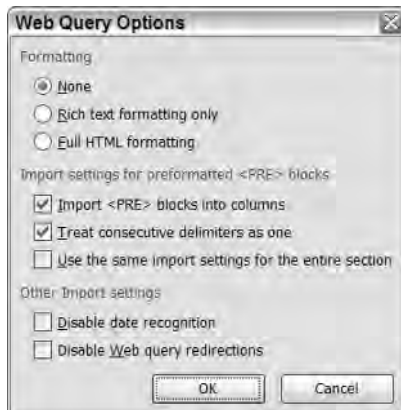 Web Query Options
Formatting
None
Rich text formatting only
Full HTML formatting
Import settings for preformatted <PRE> blocks
Import <PRE> blocks into columns
Treat consecutive delimiters as one
Use the same import settings for the entire section
Other Import settings
Disable date recognition
Disable Web query redirections
OK Cancel